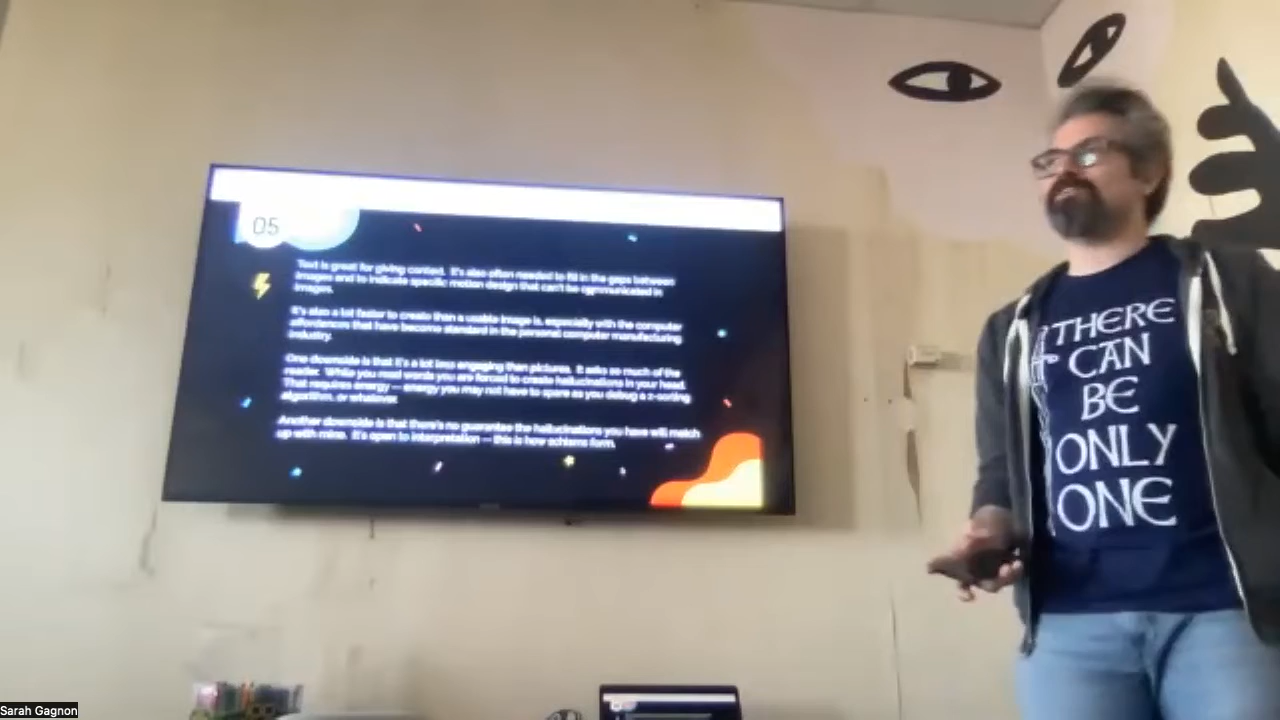 05
Text is great for giving context. It's also often needed to fill in the gaps between
images and to indicate specific motion design that can't be communicated in
images.
It's also a lot faster to create than a usable image is, especially with the computer
affordances that have become standard in the personal computer manufacturing
industry.
One downside is that it's a lot less engaging than pictures. It asks so much of the
reader. While you read words you are forced to create hallucinations in your head.
That requires energy — energy you may not have to spare as you debug a z-sorting
algorithm, or whatever.
Another downside is that there's no guarantee the hallucinations you have will match
up with mine. It's open to interpretation — this is how schisms form.
THERE
CAN
BE
ONLY
ONE
Sarah Gagnon